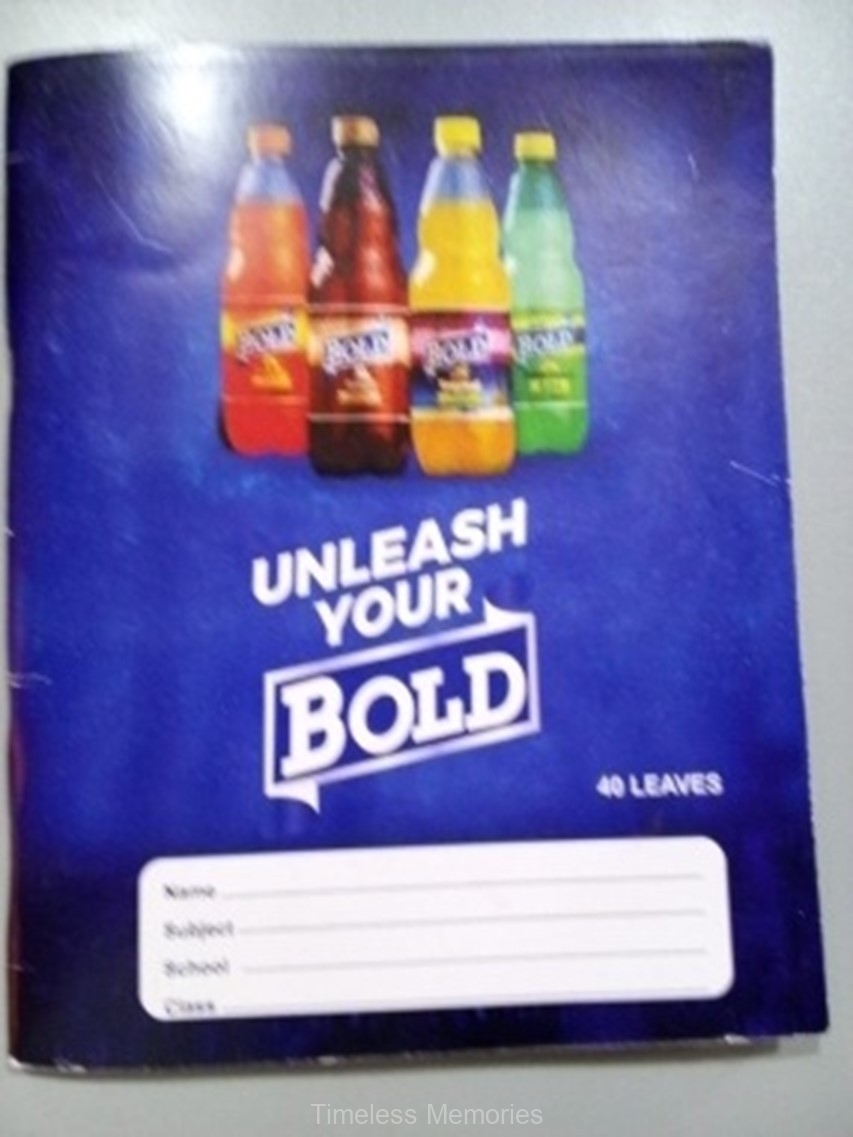 BOLD
BOLD
BOLD
BOLD
UNLEASH
YOUR
BOLD
40 LEAVES
Name
Subject
School
Class
Timeless Memories